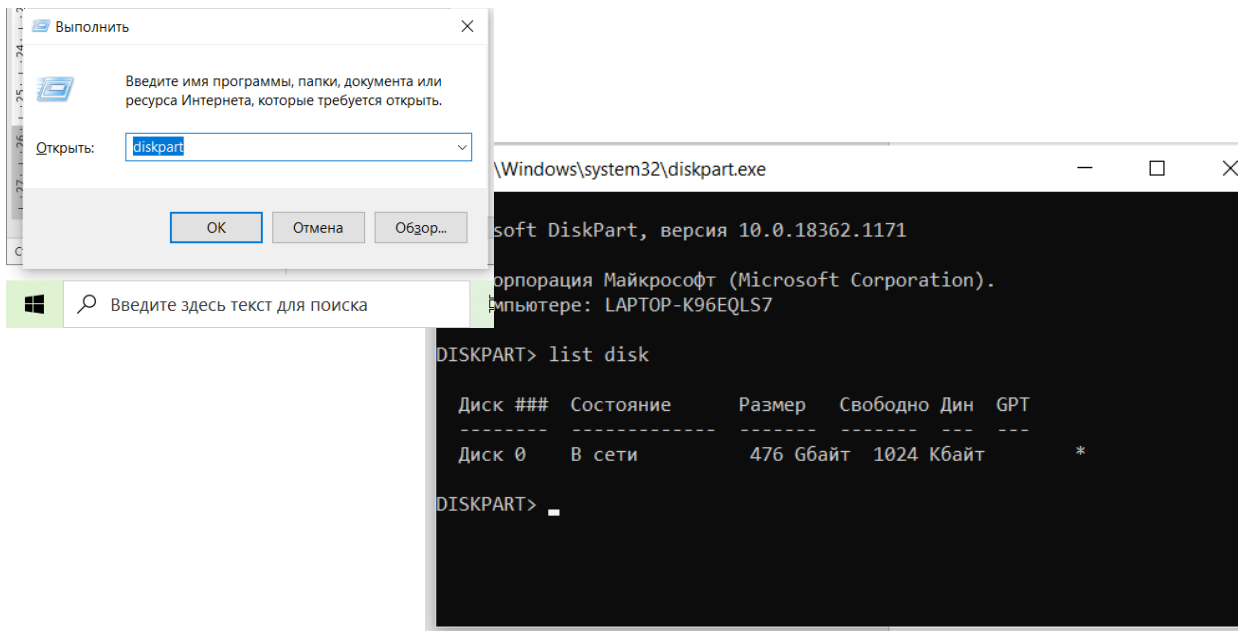 Выполнить
Введите имя программы, папки, документа или
ресурса Интернета, которые требуется открыть.
Открыть:
diskpart
ОК
Отмена
Обзор...
Введите здесь текст для поиска
\Windows\system32\diskpart.exe
soft DiskPart, версия 10.0.18362.1171
орпорация Майкрософт (Microsoft Corporation).
мпьютере: LAPTOP-K96EQLS7
DISKPART> list disk
Диск ### Состояние Размер Свободно Дин GPT
-------- ------------- ------- ------- --- ---
Диск 0 В сети 476 Gбайт 1024 Kбайт *
DISKPART>